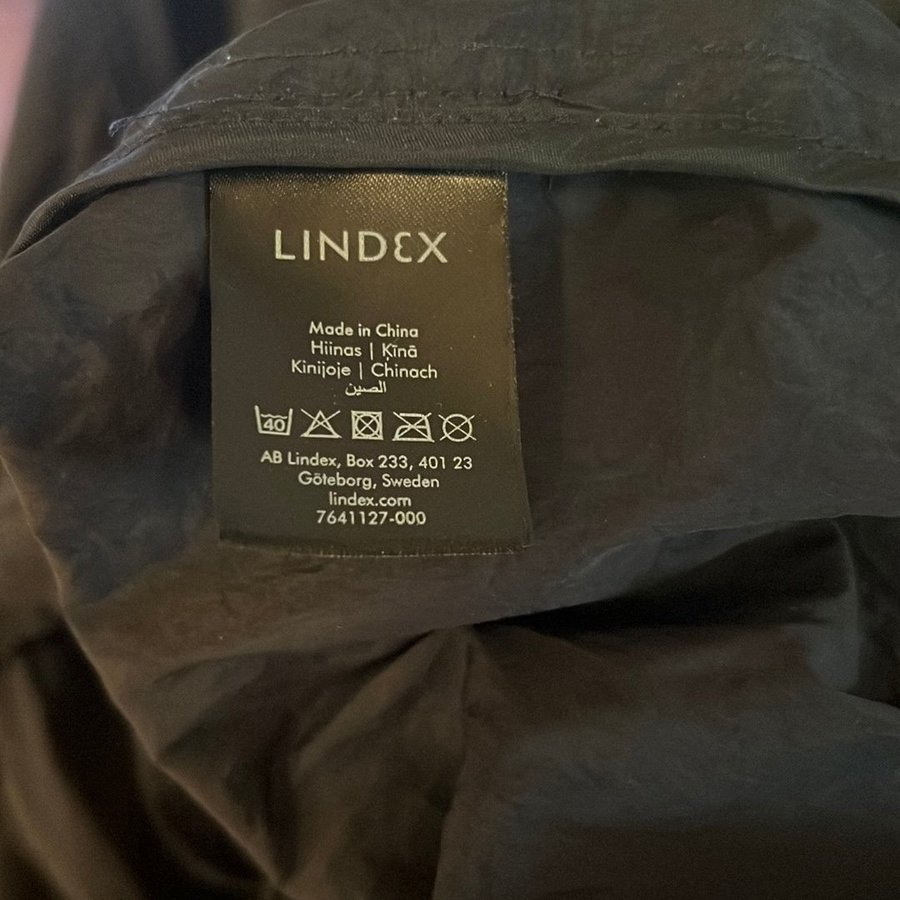 LINDEX
Made in China
Hiinas | Ķīnā
Kinijoje | Chinach
الصين
40
AB Lindex, Box 233, 401 23
Göteborg, Sweden
lindex.com
7641127-000